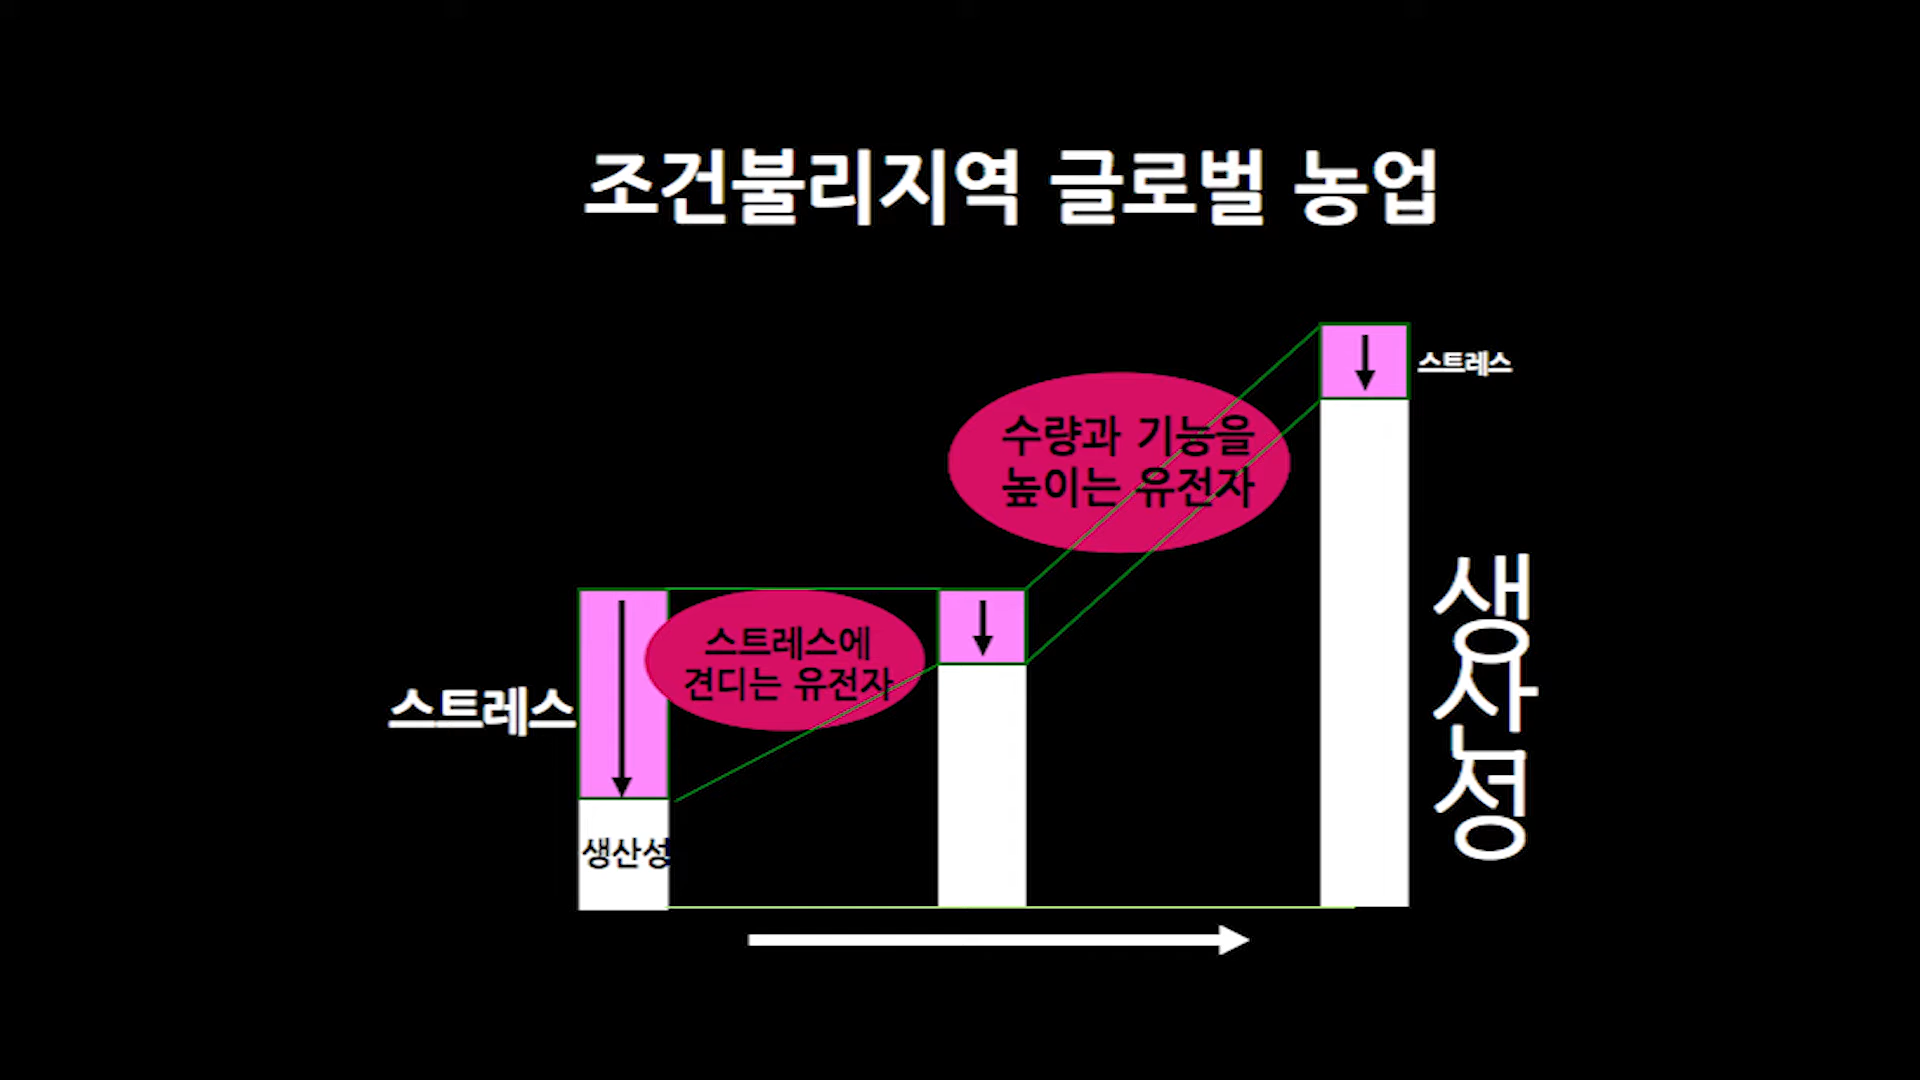 조건불리지역 글로벌 농업
스트레스
수량과 기능을
높이는 유전자
스트레스에
견디는 유전자
스트레스
생산성
생산성